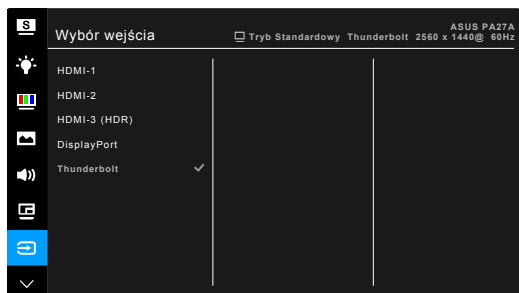 S
ASUS PA27A
Wybór wejścia
Tryb Standardowy Thunderbolt 2560 x 1440@ 60Hz
HDMI-1
HDMI-2
HDMI-3 (HDR)
DisplayPort
Thunderbolt